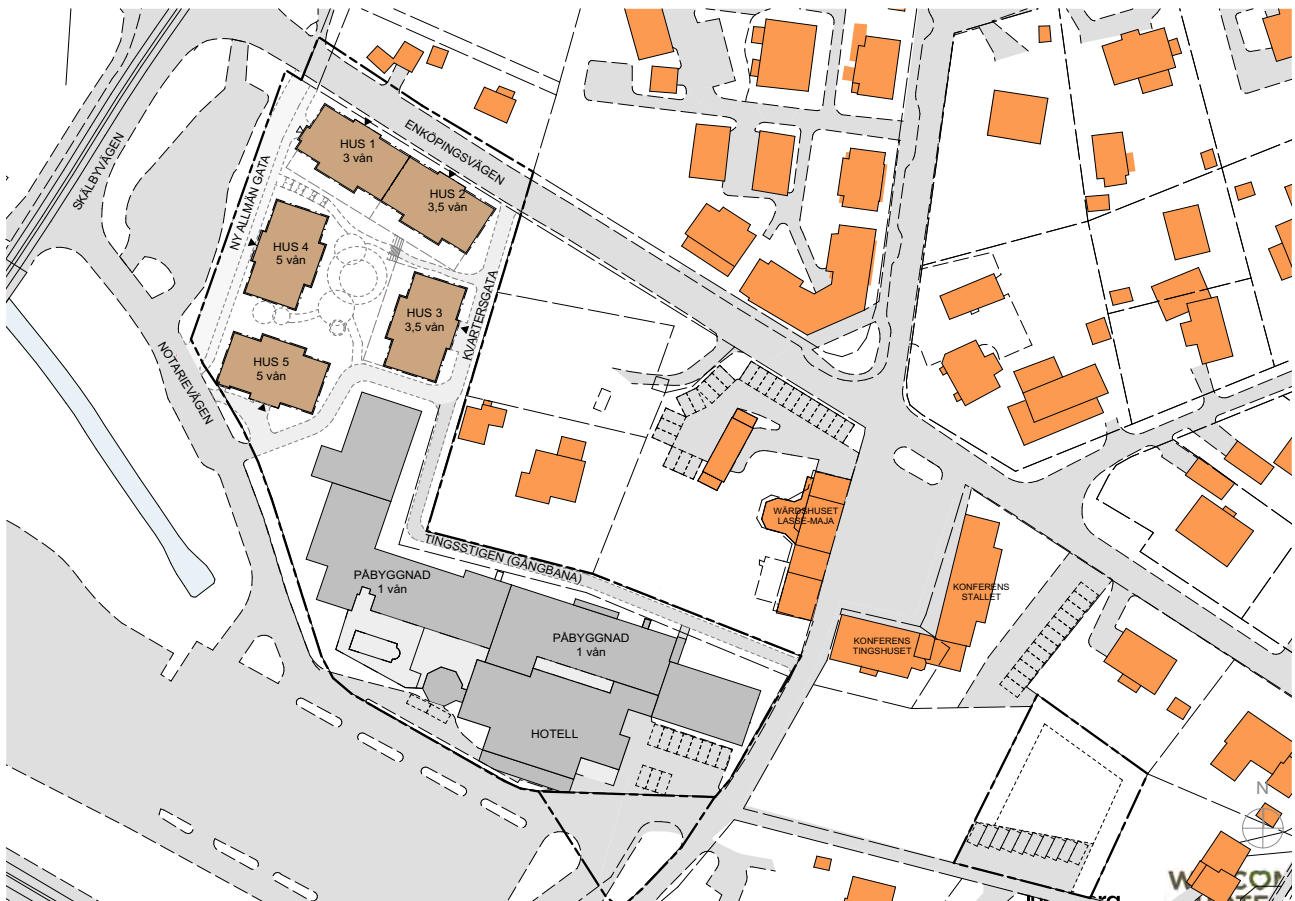 ENKÖPINGSVÄGEN
SKÄLBYVÄGEN
NY ALLMÄN GATA
HUS 1
3 vån
HUS 2
3,5 vån
HUS 4
5 vån
HUS 3
3,5 vån
KVARTERSGATA
HUS 5
5 vån
NOTARIEVÄGEN
WÄRDSHUSET
LASSE-MAJA
TINGSSTIGEN (GÅNGBANA)
PÅBYGGNAD
1 vån
KONFERENS
STALLET
PÅBYGGNAD
1 vån
KONFERENS
TINGSHUSET
HOTELL
N